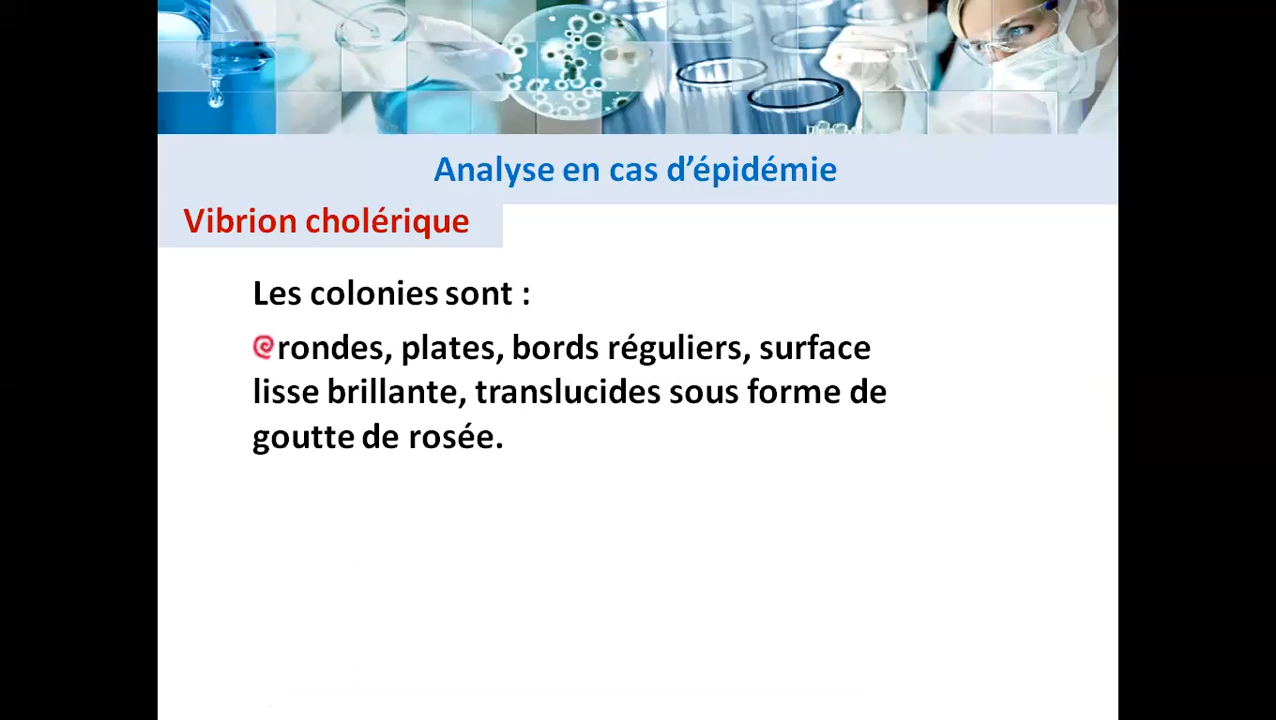 Analyse en cas d’épidémie
Vibrion cholérique
Les colonies sont :
rondes, plates, bords réguliers, surface
lisse brillante, translucides sous forme de
goutte de rosée.